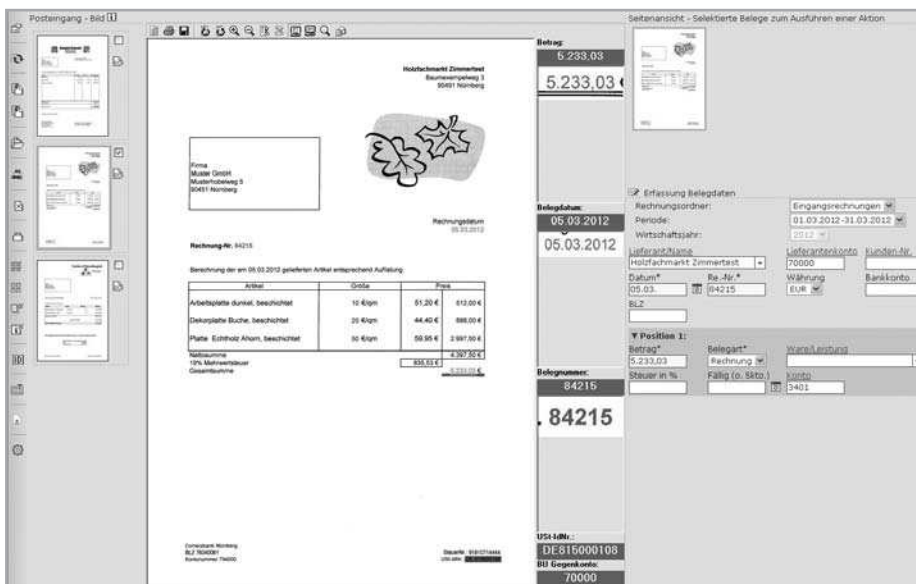 Posteingang - Bild
Seitenansicht - Selektierte Belege zum Ausführen einer Aktion
Holzfachmarkt Zimmertest
90491 Nürnberg
Firma
Muster GmbH
Musterhobelweg 5
90451 Nürnberg
Rechnungsdatum
05.03.2012
Rechnung-Nr. 84215
Berechnung der am 05.03.2012 gelieferten Artikel entsprechend Auflistung
Artikel Größe Preis
Arbeitsplatte dunkel, beschichtet 10 €/qm 51,20 € 512,00 €
Dekorplatte Buche, beschichtet 20 €/qm 44,40 € 888,00 €
Platte Echtholz Ahorn, beschichtet 50 €/qm 59,95 € 2.997,50 €
Nettosumme 4.397,50 €
19% Mehrwertsteuer 835,53 €
Gesamtsumme 5.233,03 €
BLZ 76040061
Betrag:
5.233,03
5.233,03 €
Belegdatum:
05.03.2012
05.03.2012
Belegnummer:
84215
. 84215
USt-IdNr.:
DE815000108
BU Gegenkonto:
70000
Erfassung Belegdaten
Rechnungsordner: Eingangsrechnungen
Periode: 01.03.2012-31.03.2012
Wirtschaftsjahr: 2012
Lieferant/Name Lieferantenkonto Kunden-Nr.
Holzfachmarkt Zimmertest 70000
Datum* Re.-Nr.* Währung Bankkonto
05.03. 84215 EUR
BLZ
▼ Position 1:
Betrag* Belegart* Ware/Leistung
5.233,03 Rechnung
Steuer in % Fällig (o. Skto.) Konto
3401